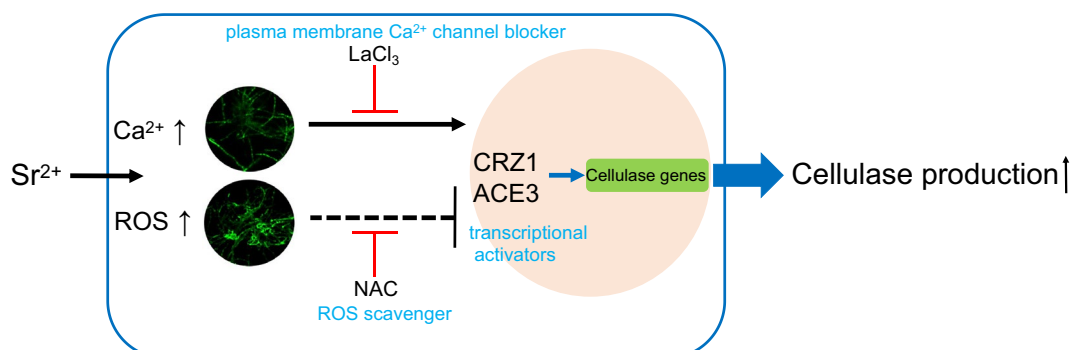 plasma membrane Ca²⁺ channel blocker
LaCl₃
Ca²⁺ ↑
Sr²⁺
ROS ↑
CRZ1
ACE3
Cellulase genes
Cellulase production↑
transcriptional
activators
NAC
ROS scavenger